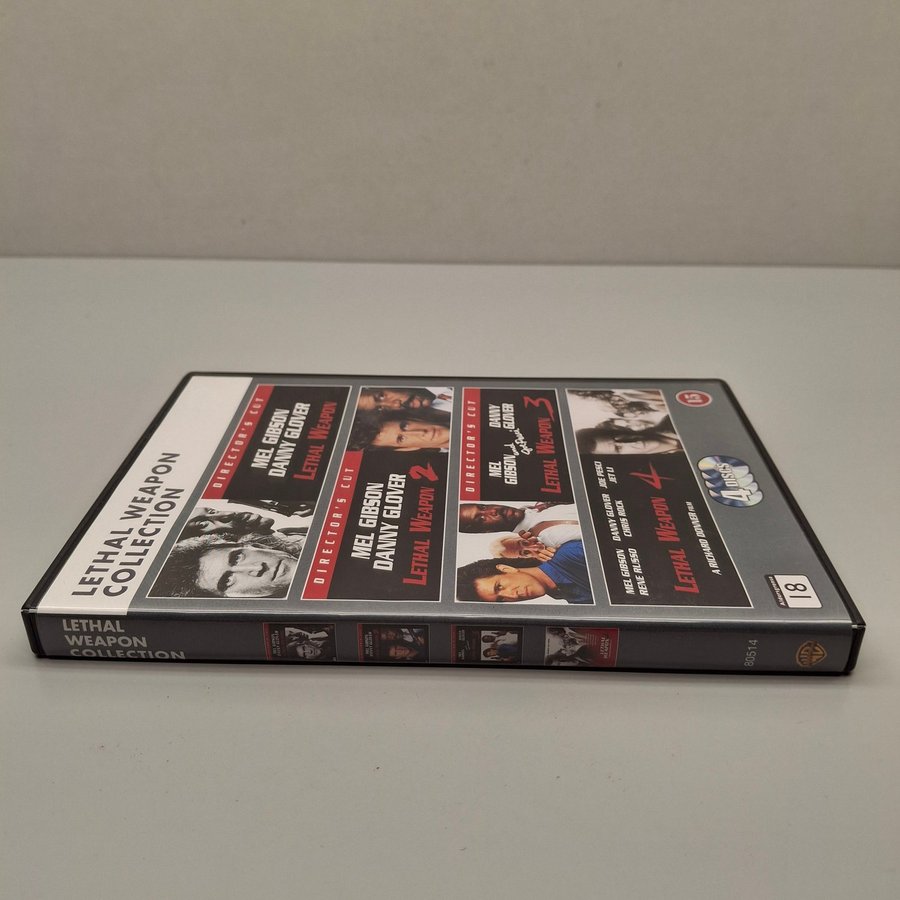 LETHAL WEAPON
COLLECTION
DIRECTOR'S CUT
MEL GIBSON
DANNY GLOVER
LETHAL WEAPON
DIRECTOR'S CUT
MEL GIBSON
DANNY GLOVER
LETHAL WEAPON 2
DIRECTOR'S CUT
MEL DANNY
GIBSON GLOVER
LETHAL WEAPON 3
MEL GIBSON DANNY GLOVER JOE PESCI
RENE RUSSO CHRIS ROCK JET LI
LETHAL WEAPON 4
A RICHARD DONNER FILM
15
4 DISCS
18
LETHAL
WEAPON
COLLECTION
80514